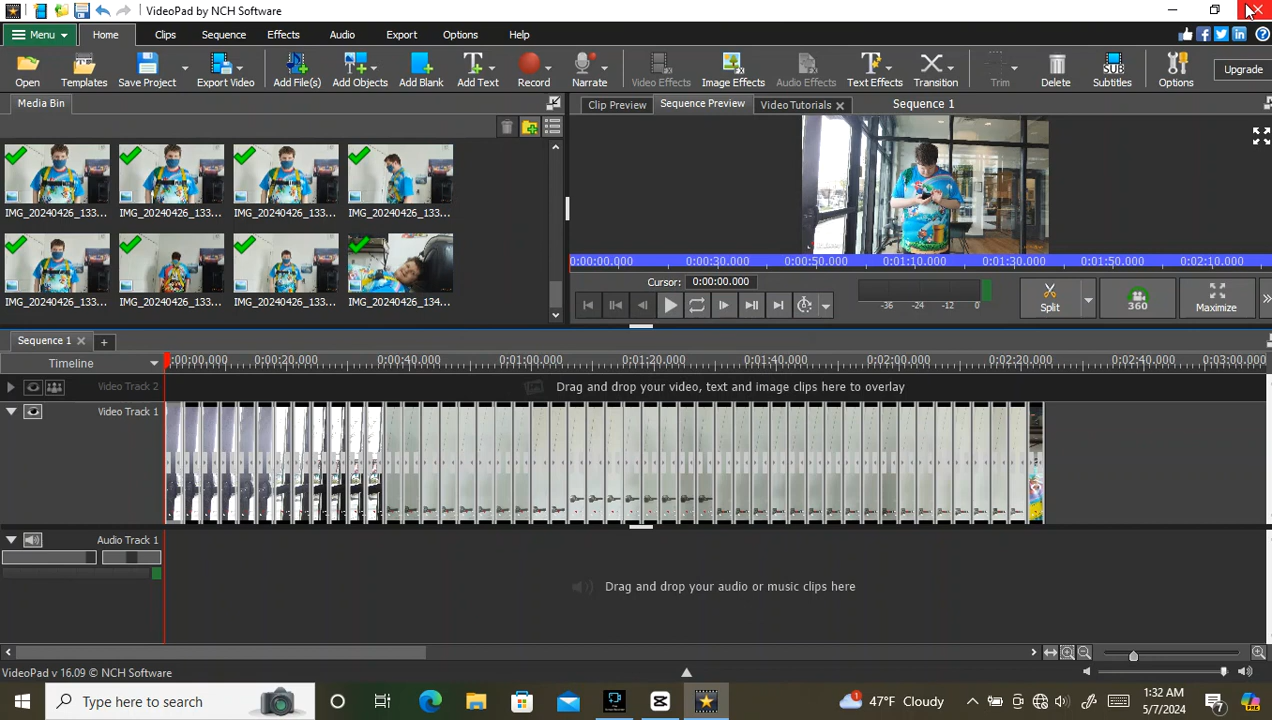 VideoPad by NCH Software
Menu Home Clips Sequence Effects Audio Export Options Help
Open Templates Save Project Export Video Add File(s) Add Objects Add Blank Add Text Record Narrate Video Effects Image Effects Audio Effects Text Effects Transition Trim Delete Subtitles Options Upgrade
SUB
Media Bin
Clip Preview Sequence Preview Video Tutorials Sequence 1
IMG_20240426_133... IMG_20240426_133... IMG_20240426_133... IMG_20240426_133...
IMG_20240426_133... IMG_20240426_133... IMG_20240426_133... IMG_20240426_134...
0:00:00.000 0:00:30.000 0:00:50.000 0:01:10.000 0:01:30.000 0:01:50.000 0:02:10.000
Cursor: 0:00:00.000
-36 -24 -12 0
Split 360 Maximize
Sequence 1
Timeline
0:00:00.000 0:00:20.000 0:00:40.000 0:01:00.000 0:01:20.000 0:01:40.000 0:02:00.000 0:02:20.000 0:02:40.000 0:03:00.000
Video Track 2
Drag and drop your video, text and image clips here to overlay
Video Track 1
Audio Track 1
Drag and drop your audio or music clips here
VideoPad v 16.09 © NCH Software
Type here to search
47°F Cloudy
1:32 AM
5/7/2024